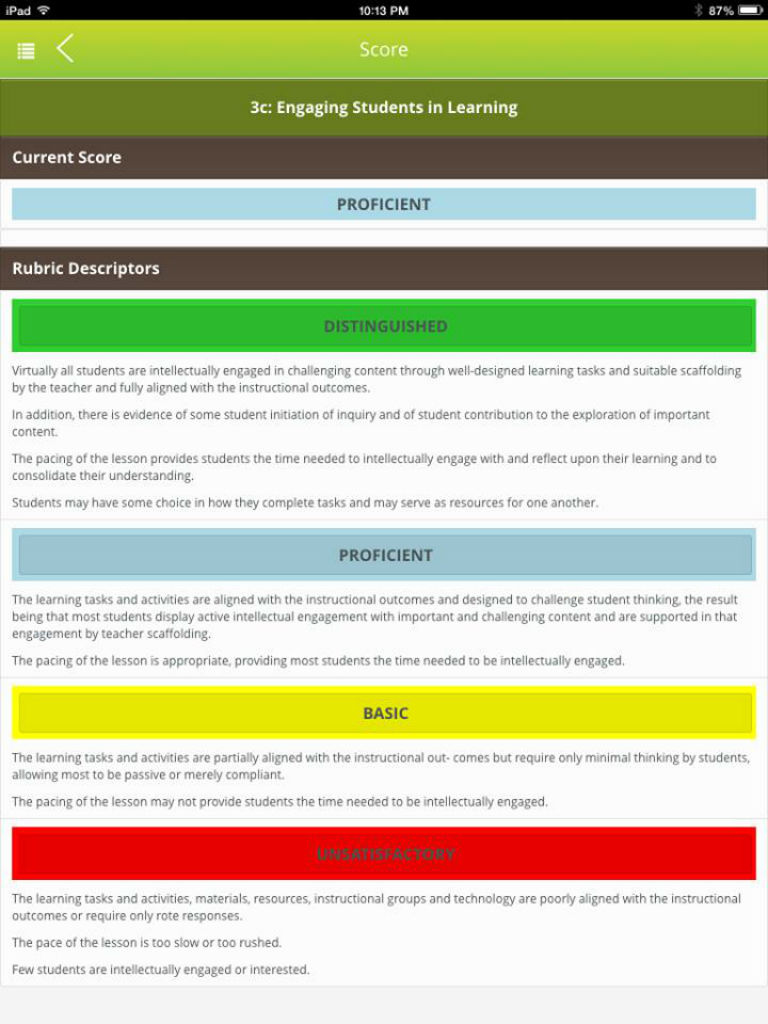 iPad 10:13 PM 87%
Score
3c: Engaging Students in Learning
Current Score
PROFICIENT
Rubric Descriptors
DISTINGUISHED
Virtually all students are intellectually engaged in challenging content through well-designed learning tasks and suitable scaffolding
by the teacher and fully aligned with the instructional outcomes.
In addition, there is evidence of some student initiation of inquiry and of student contribution to the exploration of important
content.
The pacing of the lesson provides students the time needed to intellectually engage with and reflect upon their learning and to
consolidate their understanding.
Students may have some choice in how they complete tasks and may serve as resources for one another.
PROFICIENT
The learning tasks and activities are aligned with the instructional outcomes and designed to challenge student thinking, the result
being that most students display active intellectual engagement with important and challenging content and are supported in that
engagement by teacher scaffolding.
The pacing of the lesson is appropriate, providing most students the time needed to be intellectually engaged.
BASIC
The learning tasks and activities are partially aligned with the instructional out- comes but require only minimal thinking by students,
allowing most to be passive or merely compliant.
The pacing of the lesson may not provide students the time needed to be intellectually engaged.
UNSATISFACTORY
The learning tasks and activities, materials, resources, instructional groups and technology are poorly aligned with the instructional
outcomes or require only rote responses.
The pace of the lesson is too slow or too rushed.
Few students are intellectually engaged or interested.